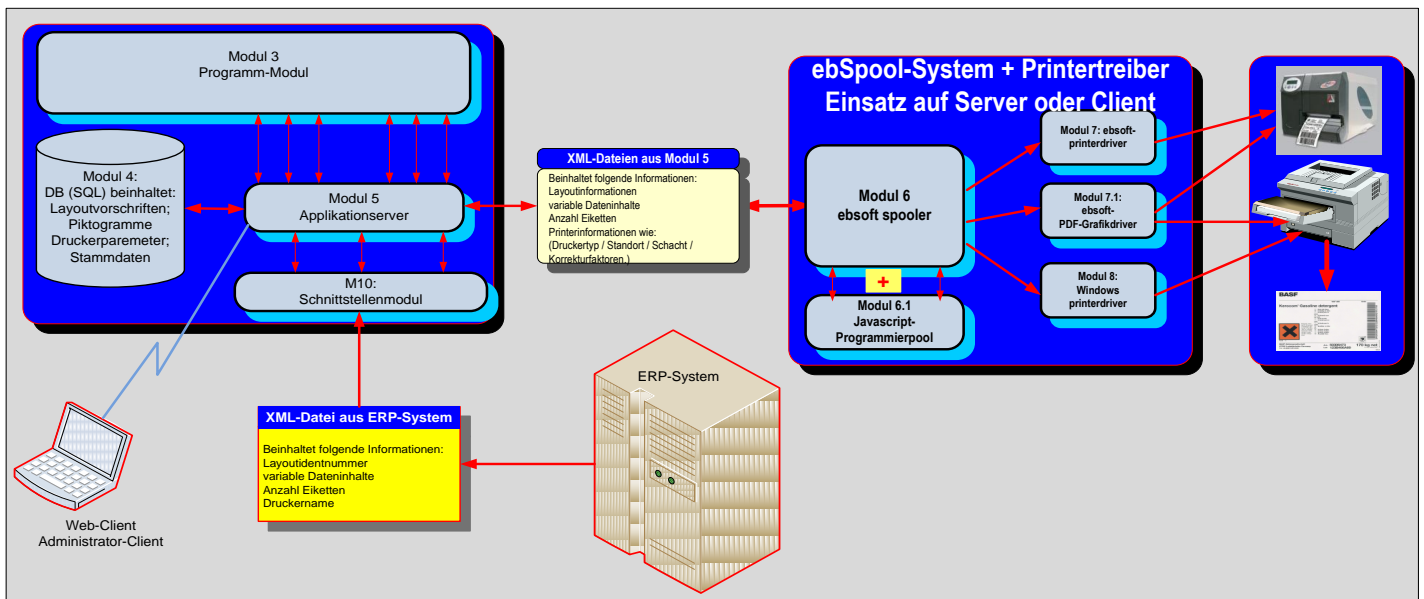 Modul 3
Programm-Modul
Modul 4:
DB (SQL) beinhaltet:
Layoutvorschriften;
Piktogramme
Druckerparemeter;
Stammdaten
Modul 5
Applikationserver
M10:
Schnittstellenmodul
XML-Dateien aus Modul 5
Beinhaltet folgende Informationen:
Layoutinformationen
variable Dateninhalte
Anzahl Eiketten
Printerinformationen wie:
(Druckertyp / Standort / Schacht /
Korrekturfaktoren.)
ebSpool-System + Printertreiber
Einsatz auf Server oder Client
Modul 6
ebsoft spooler
+
Modul 6.1
Javascript-
Programmierpool
Modul 7: ebsoft-
printerdriver
Modul 7.1:
ebsoft-
PDF-Grafikdriver
Modul 8:
Windows
printerdriver
BASF
Web-Client
Administrator-Client
XML-Datei aus ERP-System
Beinhaltet folgende Informationen:
Layoutidentnummer
variable Dateninhalte
Anzahl Eiketten
Druckername
ERP-System